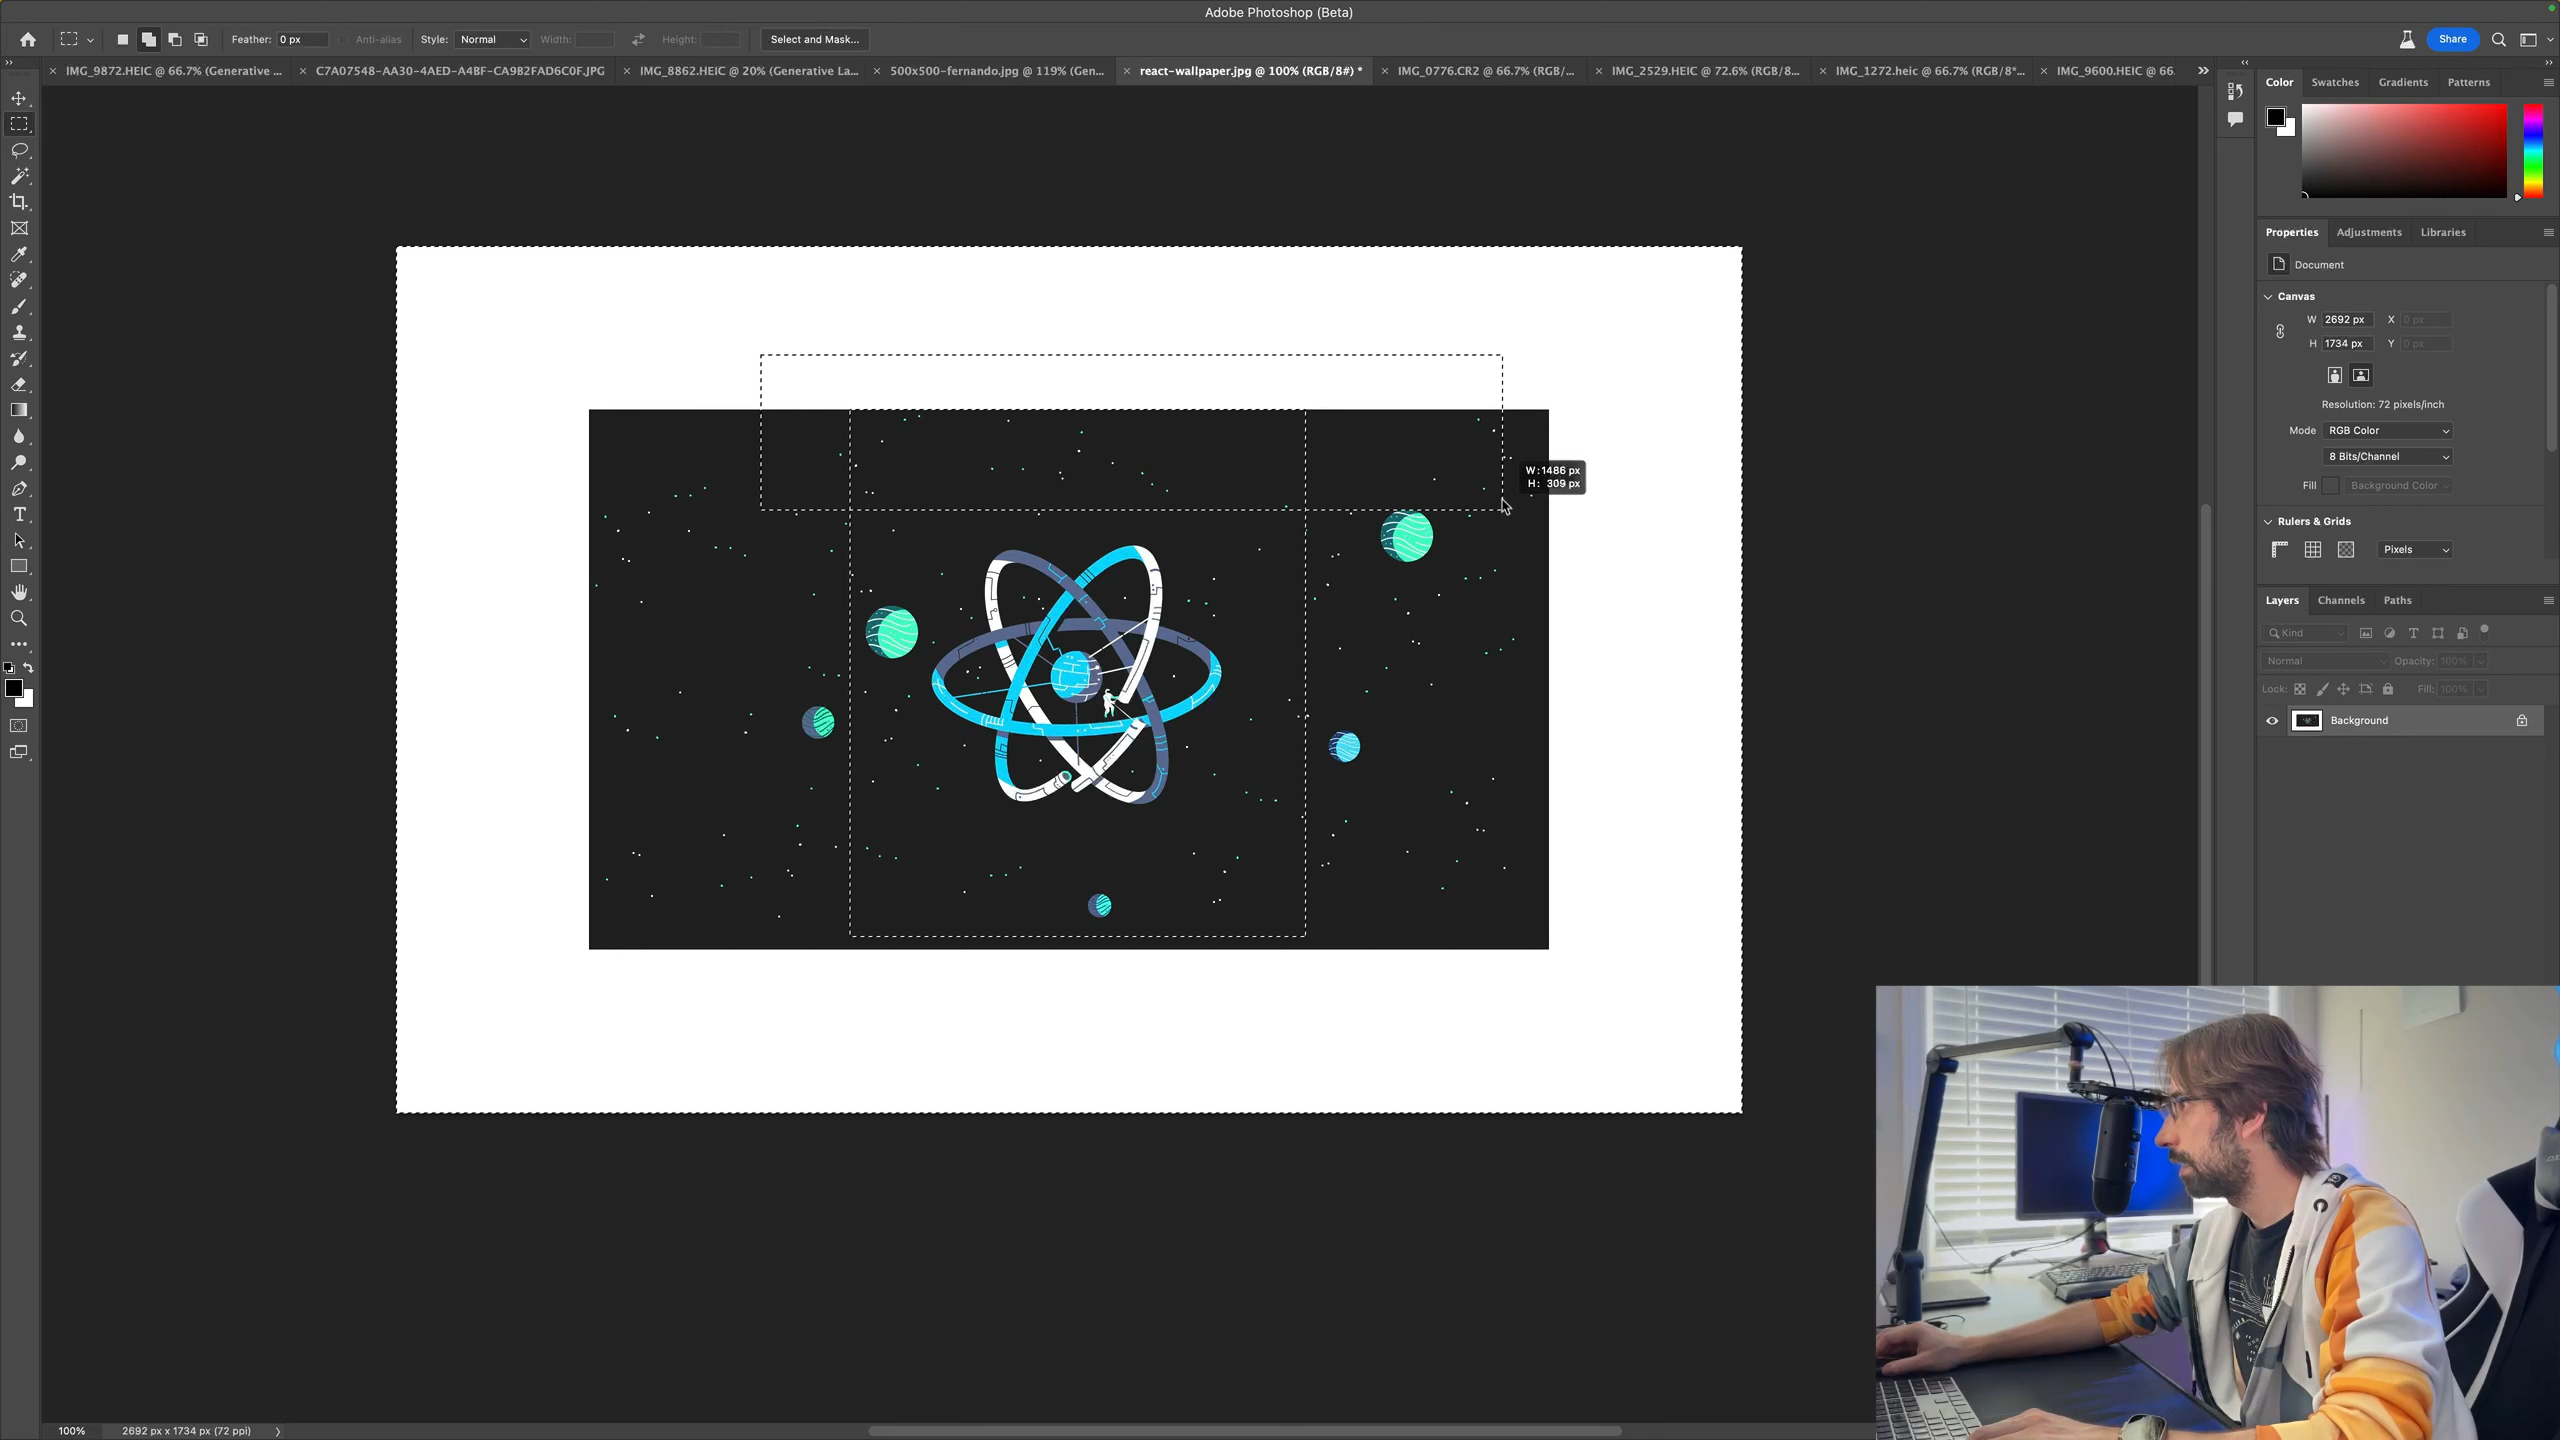 Adobe Photoshop (Beta)
Feather: 0 px Anti-alias Style: Normal Width: Height: Select and Mask... Share
IMG_9872.HEIC @ 66.7% (Generative ... C7A07548-AA30-4AED-A4BF-CA9B2FAD6C0F.JPG IMG_8862.HEIC @ 20% (Generative La... 500x500-fernando.jpg @ 119% (Gen... react-wallpaper.jpg @ 100% (RGB/8#) * IMG_0776.CR2 @ 66.7% (RGB/... IMG_2529.HEIC @ 72.6% (RGB/8... IMG_1272.heic @ 66.7% (RGB/8*... IMG_9600.HEIC @ 66.
Color Swatches Gradients Patterns
Properties Adjustments Libraries
Document
Canvas
W 2692 px X 0 px
H 1734 px Y 0 px
Resolution: 72 pixels/inch
Mode RGB Color
8 Bits/Channel
Fill Background Color
W: 1486 px
H: 309 px
Rulers & Grids
Pixels
Layers Channels Paths
Kind
Normal Opacity: 100%
Lock: Fill: 100%
Background
100% 2692 px x 1734 px (72 ppi)